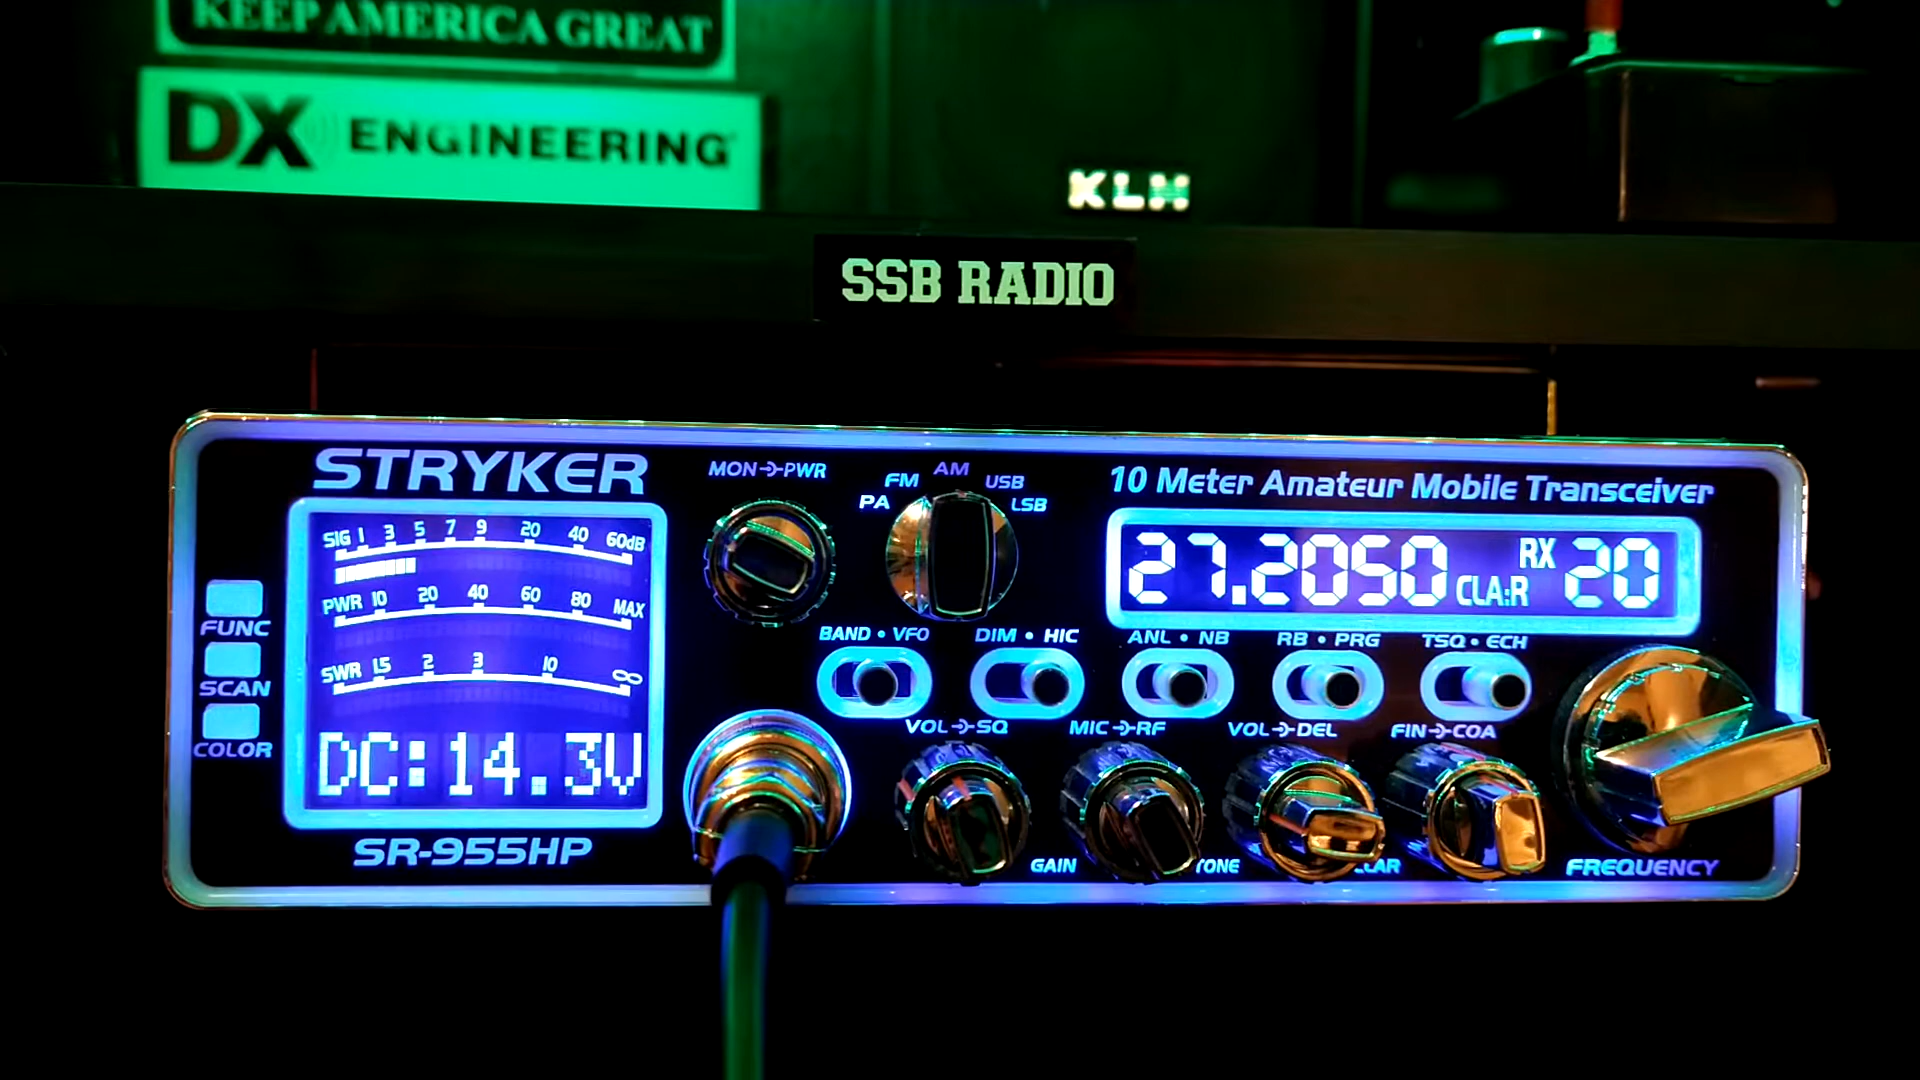 KEEP AMERICA GREAT
DX ENGINEERING
KLM
SSB RADIO
STRYKER
SIG 1 3 5 7 9 20 40 60dB
PWR 10 20 40 60 80 MAX
SWR 1.5 2 3 10 ∞
DC:14.3V
SR-955HP
FUNC
SCAN
COLOR
MON PWR
PA FM AM USB LSB
10 Meter Amateur Mobile Transceiver
27.2050 CLA:R RX 20
BAND • VFO
DIM • HIC
ANL • NB
RB • PRG
TSQ • ECH
VOL SQ
MIC RF
VOL DEL
FIN COA
GAIN
TONE
FREQUENCY